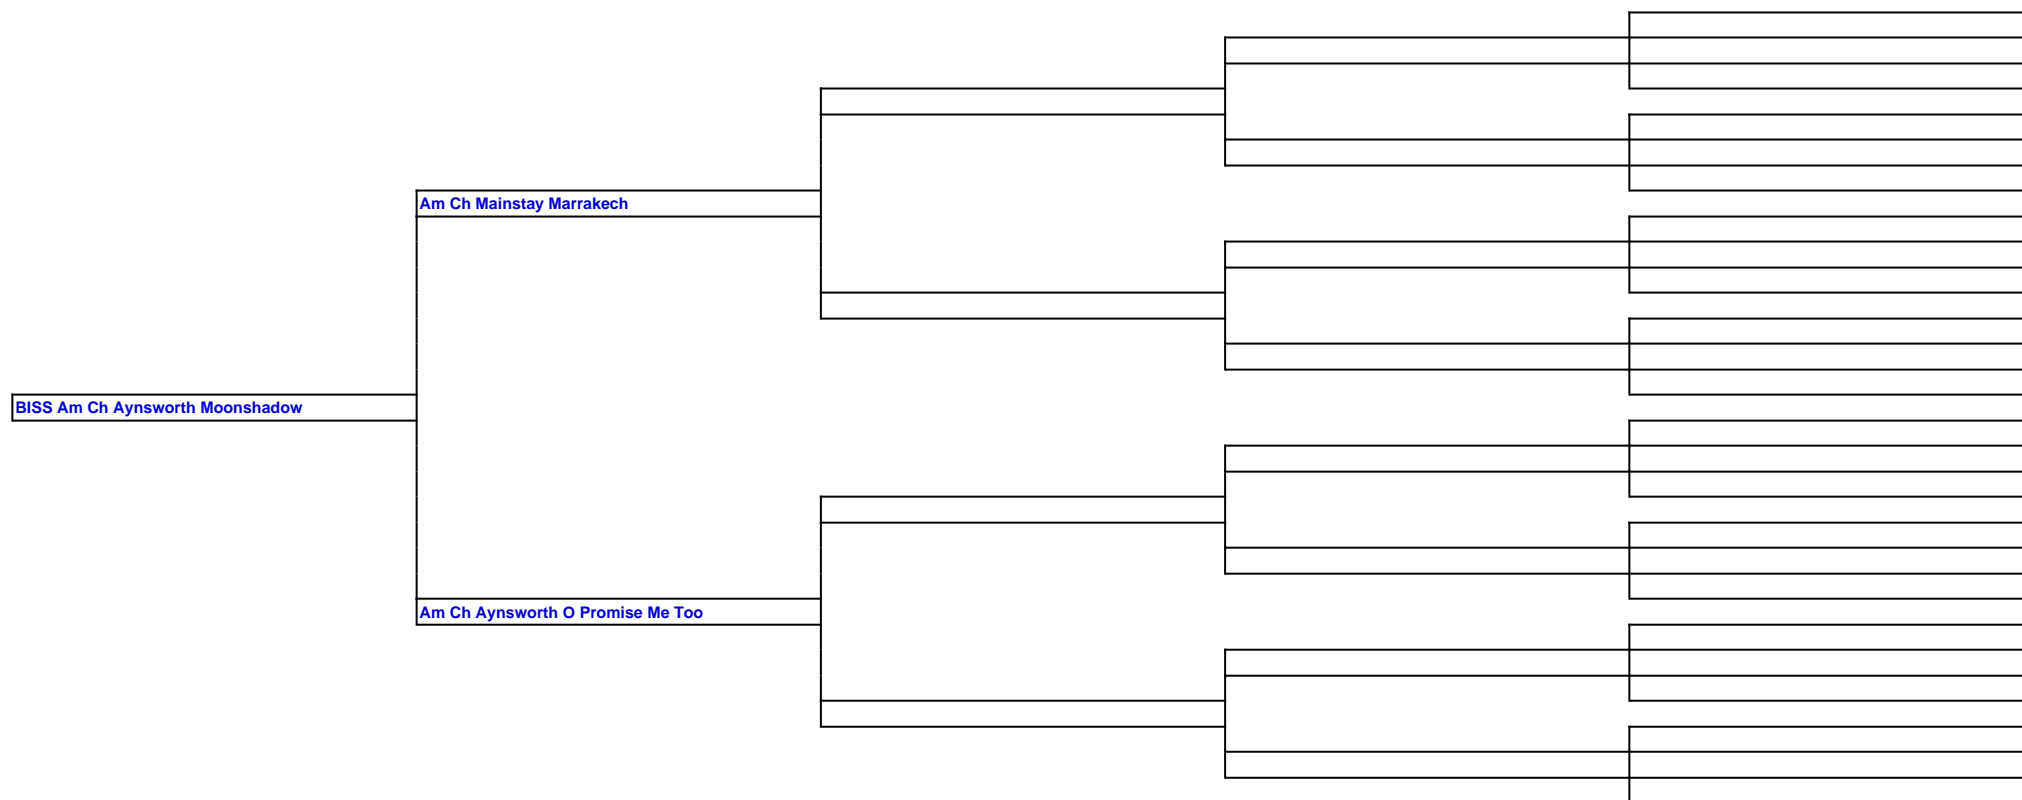 Am Ch Mainstay Marrakech
BISS Am Ch Aynsworth Moonshadow
Am Ch Aynsworth O Promise Me Too